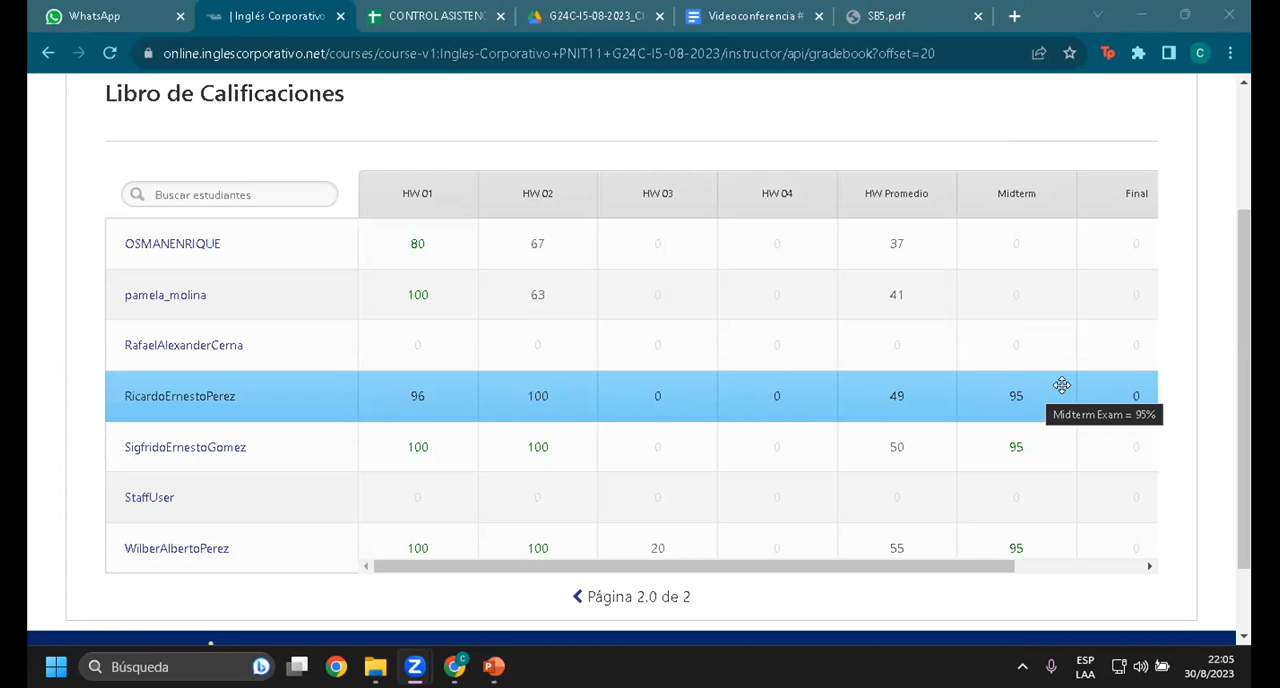 WhatsApp
| Inglés Corporativo
CONTROL ASISTENC
G24C-I5-08-2023_C
Videoconferencia #
SB5.pdf
online.inglescorporativo.net/courses/course-v1:Ingles-Corporativo+PNIT11+G24C-I5-08-2023/instructor/api/gradebook?offset=20
Tp
C
Libro de Calificaciones
Buscar estudiantes
HW 01 HW 02 HW 03 HW 04 HW Promedio Midterm Final
OSMANENRIQUE 80 67 0 0 37 0 0
pamela_molina 100 63 0 0 41 0 0
RafaelAlexanderCerna 0 0 0 0 0 0 0
RicardoErnestoPerez 96 100 0 0 49 95 0
Midterm Exam = 95%
SigfridoErnestoGomez 100 100 0 0 50 95 0
StaffUser 0 0 0 0 0 0 0
WilberAlbertoPerez 100 100 20 0 55 95 0
Página 2.0 de 2
Búsqueda
ESP
LAA
22:05
30/8/2023